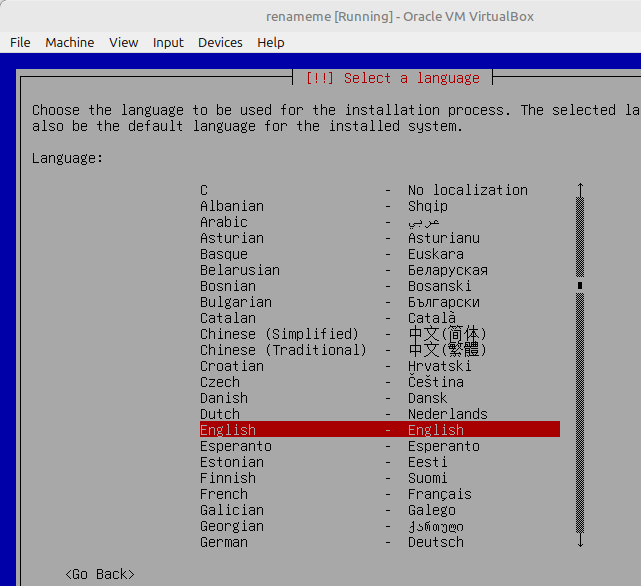 renameme [Running] - Oracle VM VirtualBox
File Machine View Input Devices Help
[!!] Select a language
Choose the language to be used for the installation process. The selected la
also be the default language for the installed system.
Language:
C - No localization
Albanian - Shqip
Arabic - عربي
Asturian - Asturianu
Basque - Euskara
Belarusian - Беларуская
Bosnian - Bosanski
Bulgarian - Български
Catalan - Català
Chinese (Simplified) - 中文(简体)
Chinese (Traditional) - 中文(繁體)
Croatian - Hrvatski
Czech - Čeština
Danish - Dansk
Dutch - Nederlands
English - English
Esperanto - Esperanto
Estonian - Eesti
Finnish - Suomi
French - Français
Galician - Galego
Georgian - ქართული
German - Deutsch
<Go Back>